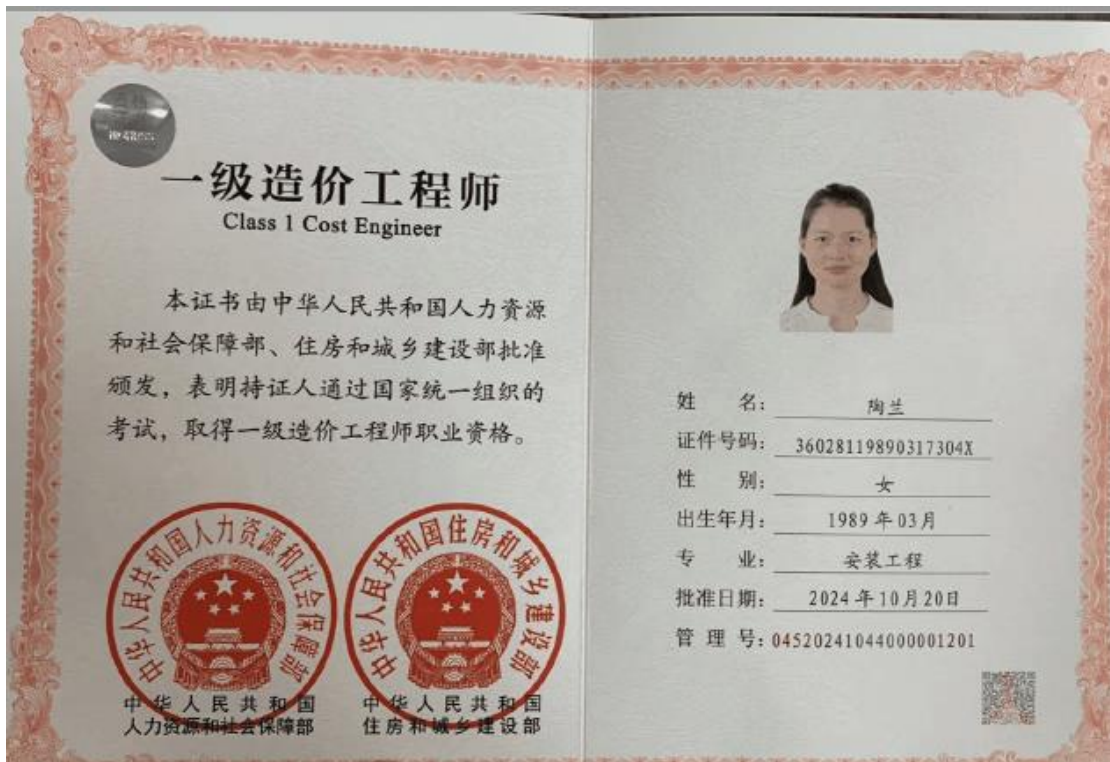 一级造价工程师
Class 1 Cost Engineer
本证书由中华人民共和国人力资源
和社会保障部、住房和城乡建设部批准
颁发，表明持证人通过国家统一组织的
考试，取得一级造价工程师职业资格。
中华人民共和国人力资源和社会保障部
中华人民共和国住房和城乡建设部
中华人民共和国
人力资源和社会保障部
中华人民共和国
住房和城乡建设部
姓 名：陶兰
证件号码：36028119890317304X
性 别：女
出生年月：1989年03月
专 业：安装工程
批准日期：2024年10月20日
管 理 号：04520241044000001201